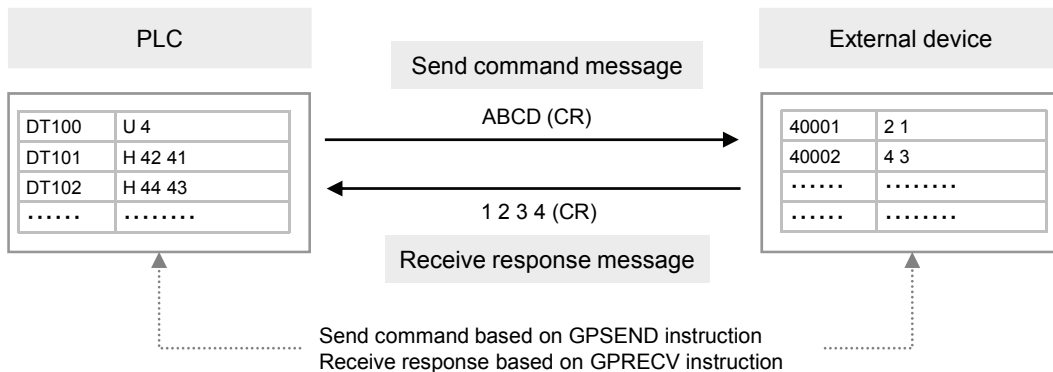 PLC
External device
Send command message
ABCD (CR)
DT100 U 4
DT101 H 42 41
DT102 H 44 43
······ ········
40001 2 1
40002 4 3
······ ········
······ ········
1 2 3 4 (CR)
Receive response message
Send command based on GPSEND instruction
Receive response based on GPRECV instruction